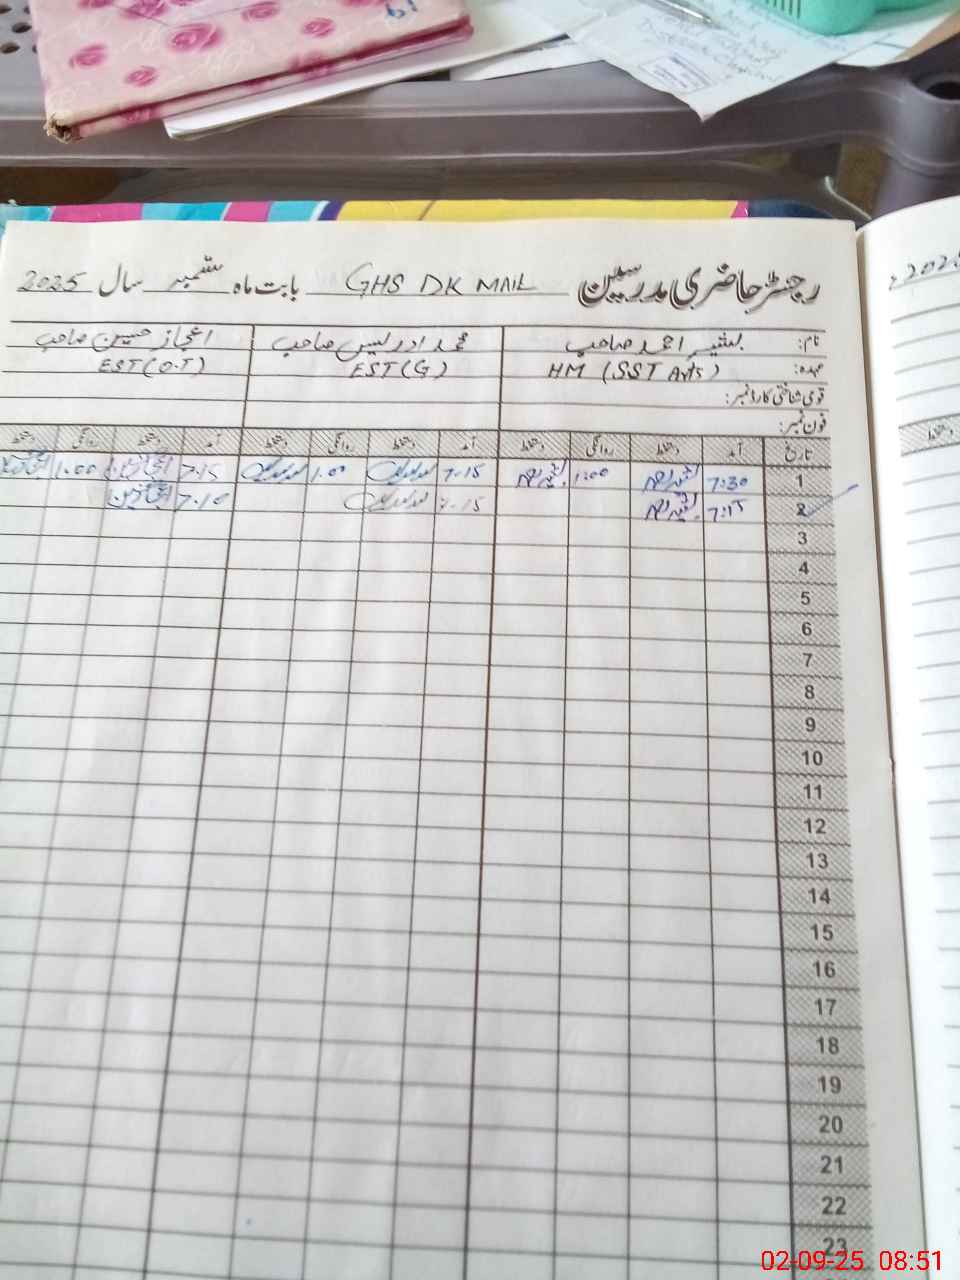 رجسٹر حاضری مدرسین GHS DK MAIL بابت ماہ ستمبر سال 2025
نام: بشیر احمد صاحب محمد ادریس صاحب اعجاز حسین صاحب
عہدہ: HM (SST Arts) EST(G) EST(O.T)
قومی شناختی کارڈ نمبر:
فون نمبر:
تاریخ آمد دستخط روانگی دستخط آمد دستخط روانگی دستخط آمد دستخط روانگی دستخط
1 7:30 1:00 7.15 1.00 7.15 1.00
2 7:15 7.15 7.10
3
4
5
6
7
8
9
10
11
12
13
14
15
16
17
18
19
20
21
22
23
2025
دستخط
02-09-25 08:51